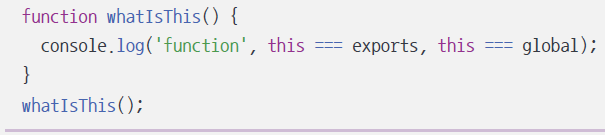 function whatIsThis() {
  console.log('function', this === exports, this === global);
}
whatIsThis();